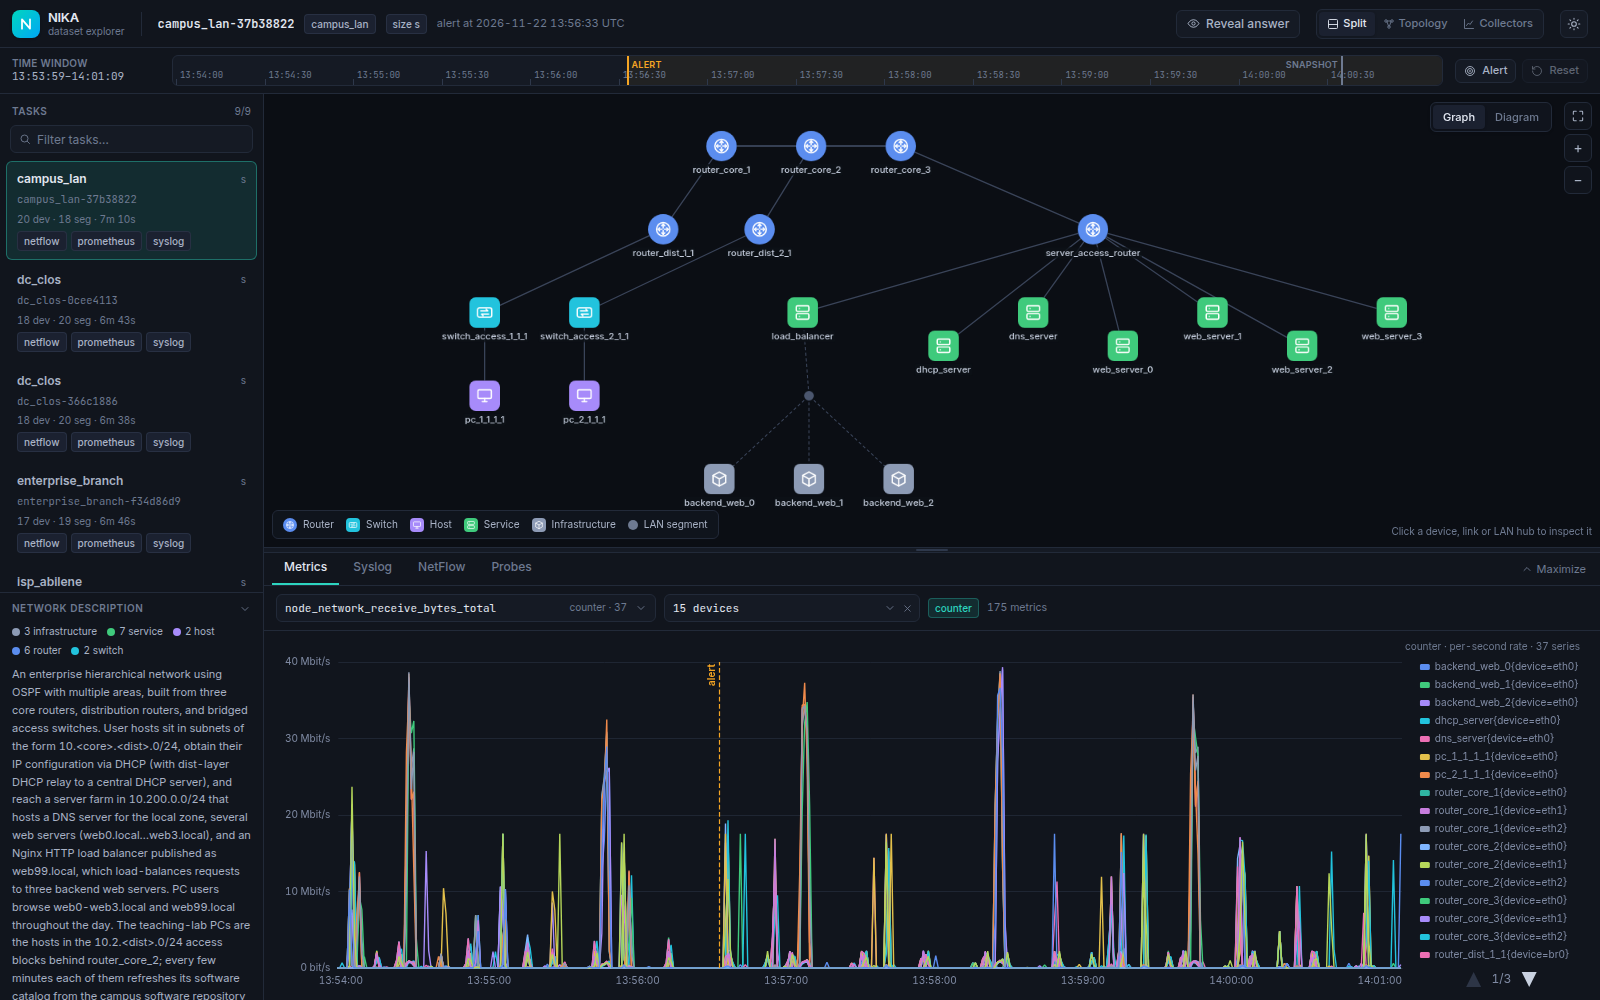 NIKA
dataset explorer
campus_lan-37b38822
campus_lan
size s
alert at 2026-11-22 13:56:33 UTC
Reveal answer
Split
Topology
Collectors
TIME WINDOW
13:53:59–14:01:09
13:54:00
13:54:30
13:55:00
13:55:30
13:56:00
13:56:30
13:57:00
13:57:30
13:58:00
13:58:30
13:59:00
13:59:30
14:00:00
14:00:30
ALERT
SNAPSHOT
Alert
Reset
TASKS
9/9
Filter tasks...
campus_lan
s
campus_lan-37b38822
20 dev · 18 seg · 7m 10s
netflow
prometheus
syslog
dc_clos
s
dc_clos-0cee4113
18 dev · 20 seg · 6m 43s
netflow
prometheus
syslog
dc_clos
s
dc_clos-366c1886
18 dev · 20 seg · 6m 38s
netflow
prometheus
syslog
enterprise_branch
s
enterprise_branch-f34d86d9
17 dev · 19 seg · 6m 46s
netflow
prometheus
syslog
isp_abilene
s
NETWORK DESCRIPTION
3 infrastructure
7 service
2 host
6 router
2 switch
An enterprise hierarchical network using
OSPF with multiple areas, built from three
core routers, distribution routers, and bridged
access switches. User hosts sit in subnets of
the form 10.<core>.<dist>.0/24, obtain their
IP configuration via DHCP (with dist-layer
DHCP relay to a central DHCP server), and
reach a server farm in 10.200.0.0/24 that
hosts a DNS server for the local zone, several
web servers (web0.local...web3.local), and an
Nginx HTTP load balancer published as
web99.local, which load-balances requests
to three backend web servers. PC users
browse web0-web3.local and web99.local
throughout the day. The teaching-lab PCs are
the hosts in the 10.2.<dist>.0/24 access
blocks behind router_core_2; every few
minutes each of them refreshes its software
catalog from the campus software repository
Graph
Diagram
+
−
router_core_1
router_core_2
router_core_3
router_dist_1_1
router_dist_2_1
server_access_router
switch_access_1_1_1
switch_access_2_1_1
load_balancer
dhcp_server
dns_server
web_server_0
web_server_1
web_server_2
web_server_3
pc_1_1_1_1
pc_2_1_1_1
backend_web_0
backend_web_1
backend_web_2
Router
Switch
Host
Service
Infrastructure
LAN segment
Click a device, link or LAN hub to inspect it
Metrics
Syslog
NetFlow
Probes
Maximize
node_network_receive_bytes_total
counter · 37
15 devices
counter
175 metrics
counter · per-second rate · 37 series
40 Mbit/s
30 Mbit/s
20 Mbit/s
10 Mbit/s
0 bit/s
alert
13:54:00
13:55:00
13:56:00
13:57:00
13:58:00
13:59:00
14:00:00
14:01:00
backend_web_0{device=eth0}
backend_web_1{device=eth0}
backend_web_2{device=eth0}
dhcp_server{device=eth0}
dns_server{device=eth0}
pc_1_1_1_1{device=eth0}
pc_2_1_1_1{device=eth0}
router_core_1{device=eth0}
router_core_1{device=eth1}
router_core_1{device=eth2}
router_core_2{device=eth0}
router_core_2{device=eth1}
router_core_2{device=eth2}
router_core_3{device=eth0}
router_core_3{device=eth1}
router_core_3{device=eth2}
router_dist_1_1{device=br0}
1/3